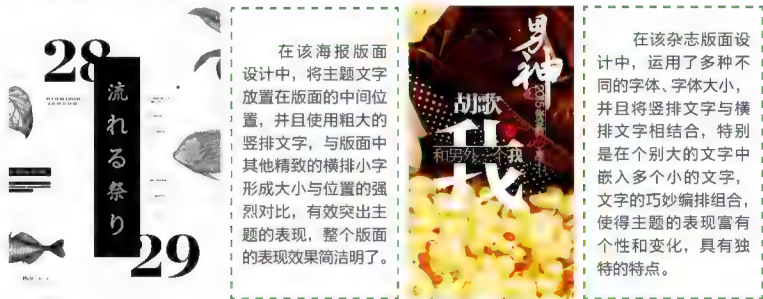 28
流れる祭り
29
在该海报版面
设计中，将主题文字
放置在版面的中间位
置，并且使用粗大的
竖排文字，与版面中
其他精致的横排小字
形成大小与位置的强
烈对比，有效突出主
题的表现，整个版面
的表现效果简洁明了。
男神
胡歌
和另外一个我
我
在该杂志版面设
计中，运用了多种不
同的字体、字体大小，
并且将竖排文字与横
排文字相结合，特别
是在个别大的文字中
嵌入多个小的文字，
文字的巧妙编排组合，
使得主题的表现富有
个性和变化，具有独
特的特点。